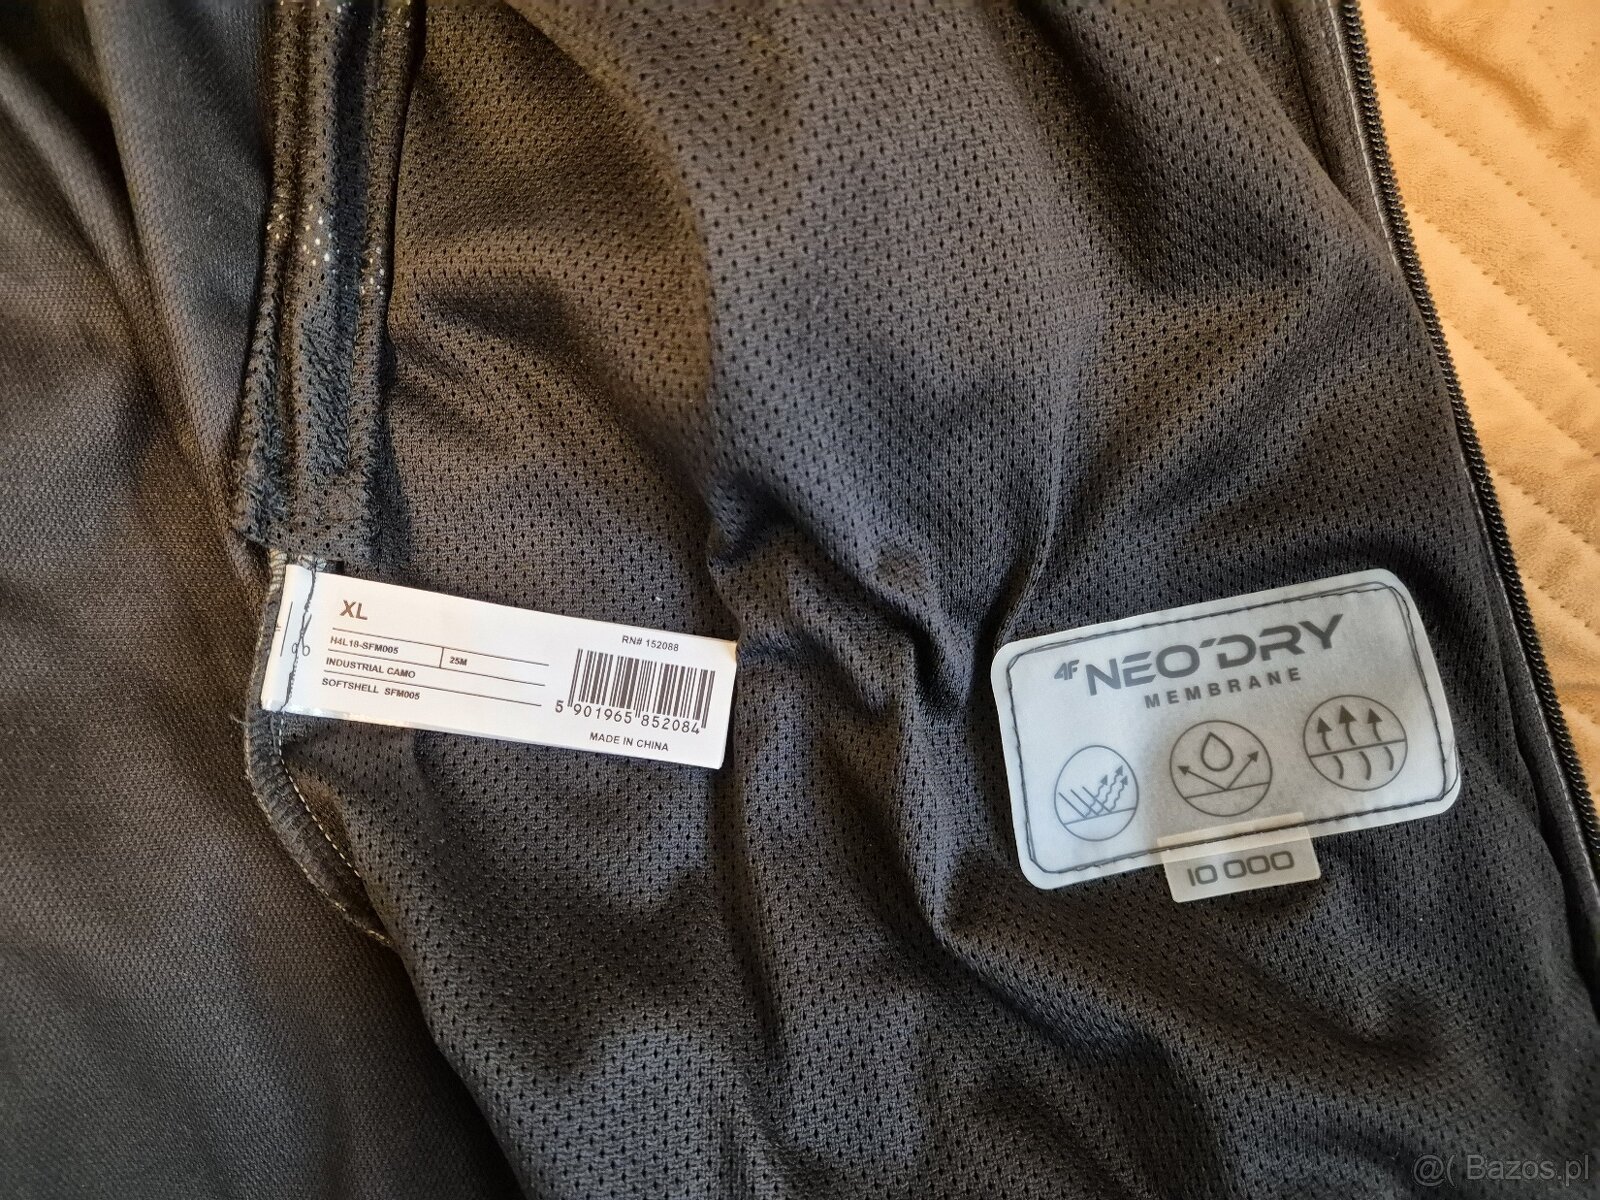 XL
H4L18-SFM005
25M
INDUSTRIAL CAMO
SOFTSHELL SFM005
RN# 152088
5 901965 852084
MADE IN CHINA
4F NEO'DRY
MEMBRANE
10 000
@( Bazos.pl